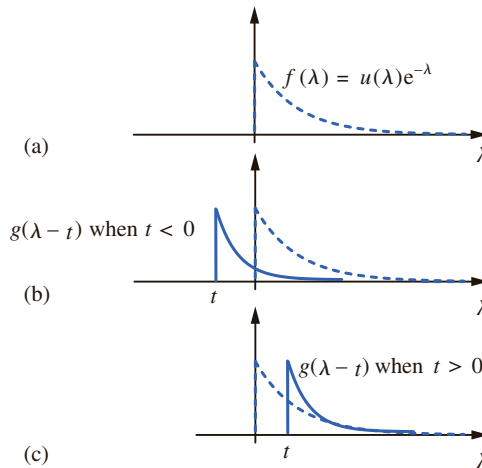 f(λ) = u(λ)e⁻λ
(a)
λ
g(λ − t) when t < 0
t
(b)
λ
g(λ − t) when t > 0
t
(c)
λ